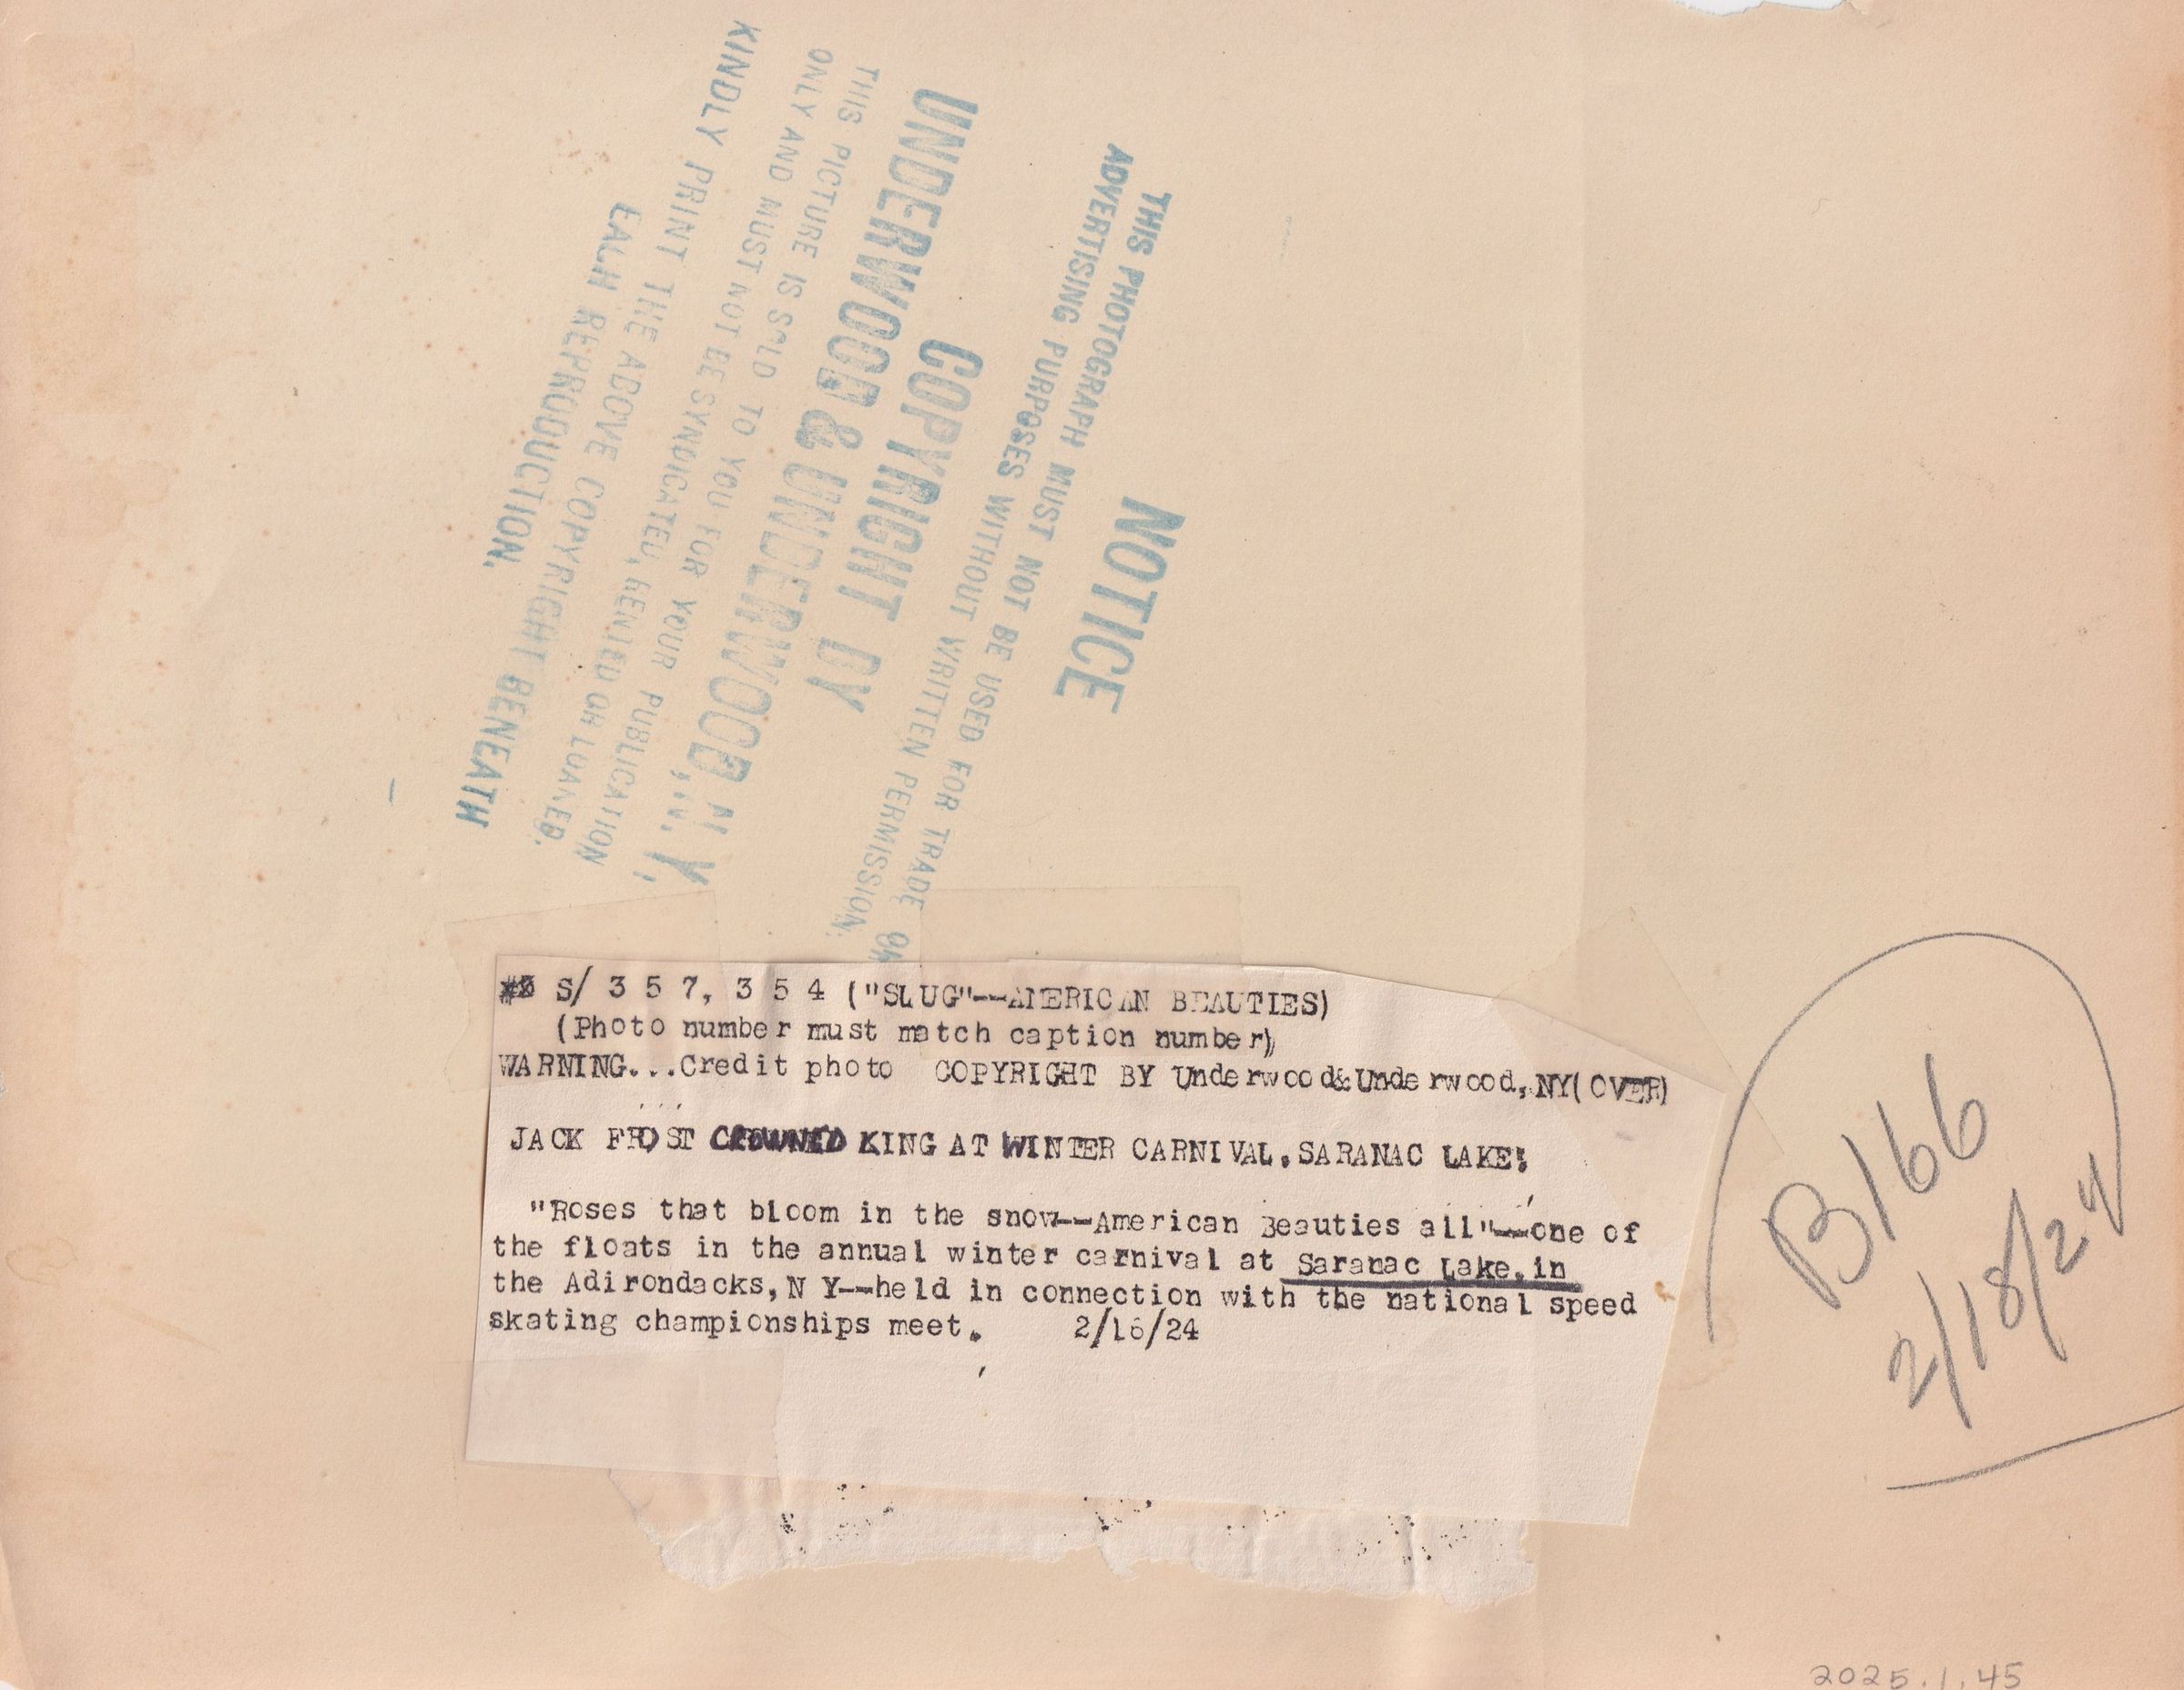 NOTICE
THIS PHOTOGRAPH MUST NOT BE USED FOR TRADE OR
ADVERTISING PURPOSES WITHOUT WRITTEN PERMISSION.
COPYRIGHT BY
UNDERWOOD & UNDERWOOD, N. Y.
THIS PICTURE IS SOLD TO YOU FOR YOUR PUBLICATION
ONLY AND MUST NOT BE SYNDICATED, RENTED OR LOANED.
KINDLY PRINT THE ABOVE COPYRIGHT BENEATH
EACH REPRODUCTION.
S/ 3 5 7, 3 5 4 ("SLUG"--AMERICAN BEAUTIES)
(Photo number must match caption number)
WARNING...Credit photo COPYRIGHT BY Underwood&Underwood,NY(OVER)
JACK FROST CROWNED KING AT WINTER CARNIVAL, SARANAC LAKE!
"Roses that bloom in the snow--American Beauties all"--one of
the floats in the annual winter carnival at Saranac Lake, in
the Adirondacks, N Y--held in connection with the national speed
skating championships meet. 2/16/24
B166
2/18/24
2025.1.45